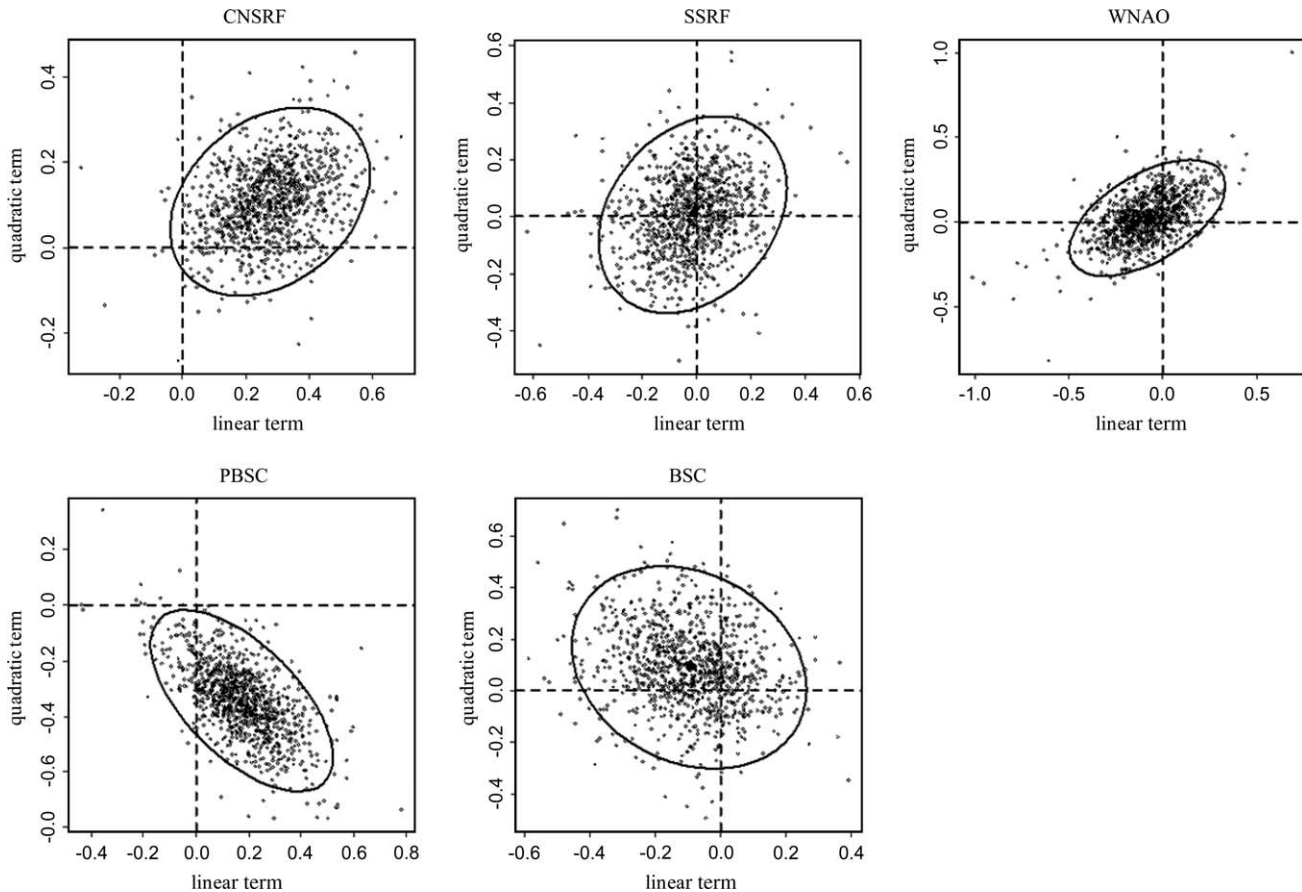 CNSRF
quadratic term
0.4
0.2
0.0
-0.2
-0.2 0.0 0.2 0.4 0.6
linear term
SSRF
quadratic term
0.6
0.4
0.2
0.0
-0.2
-0.4
-0.6 -0.4 -0.2 0.0 0.2 0.4 0.6
linear term
WNAO
quadratic term
1.0
0.5
0.0
-0.5
-1.0 -0.5 0.0 0.5
linear term
PBSC
quadratic term
0.2
0.0
-0.2
-0.4
-0.6
-0.0
-0.4 -0.2 0.0 0.2 0.4 0.6 0.8
linear term
BSC
quadratic term
0.6
0.4
0.2
0.0
-0.2
-0.4
-0.6 -0.4 -0.2 0.0 0.2 0.4
linear term